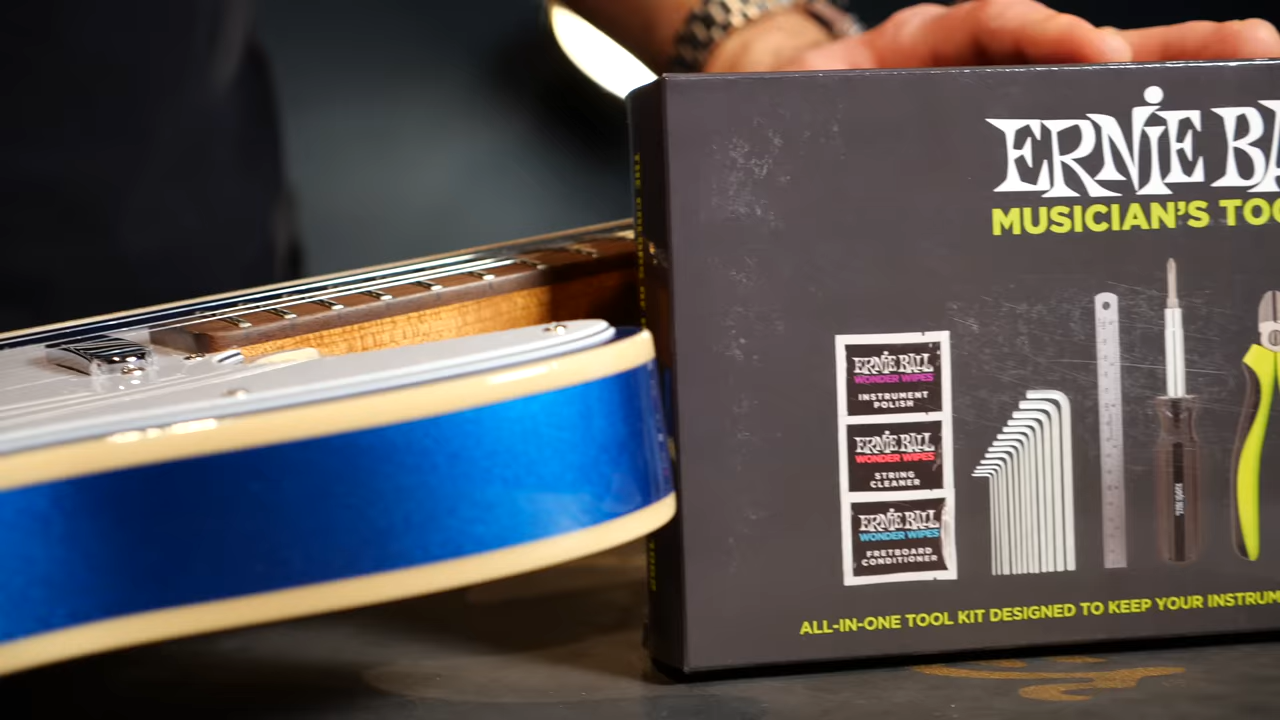 ERNIE BA
MUSICIAN'S TOO
ERNIE BALL
WONDER WIPES
INSTRUMENT
POLISH
ERNIE BALL
WONDER WIPES
STRING
CLEANER
ERNIE BALL
WONDER WIPES
FRETBOARD
CONDITIONER
ALL-IN-ONE TOOL KIT DESIGNED TO KEEP YOUR INSTRUM